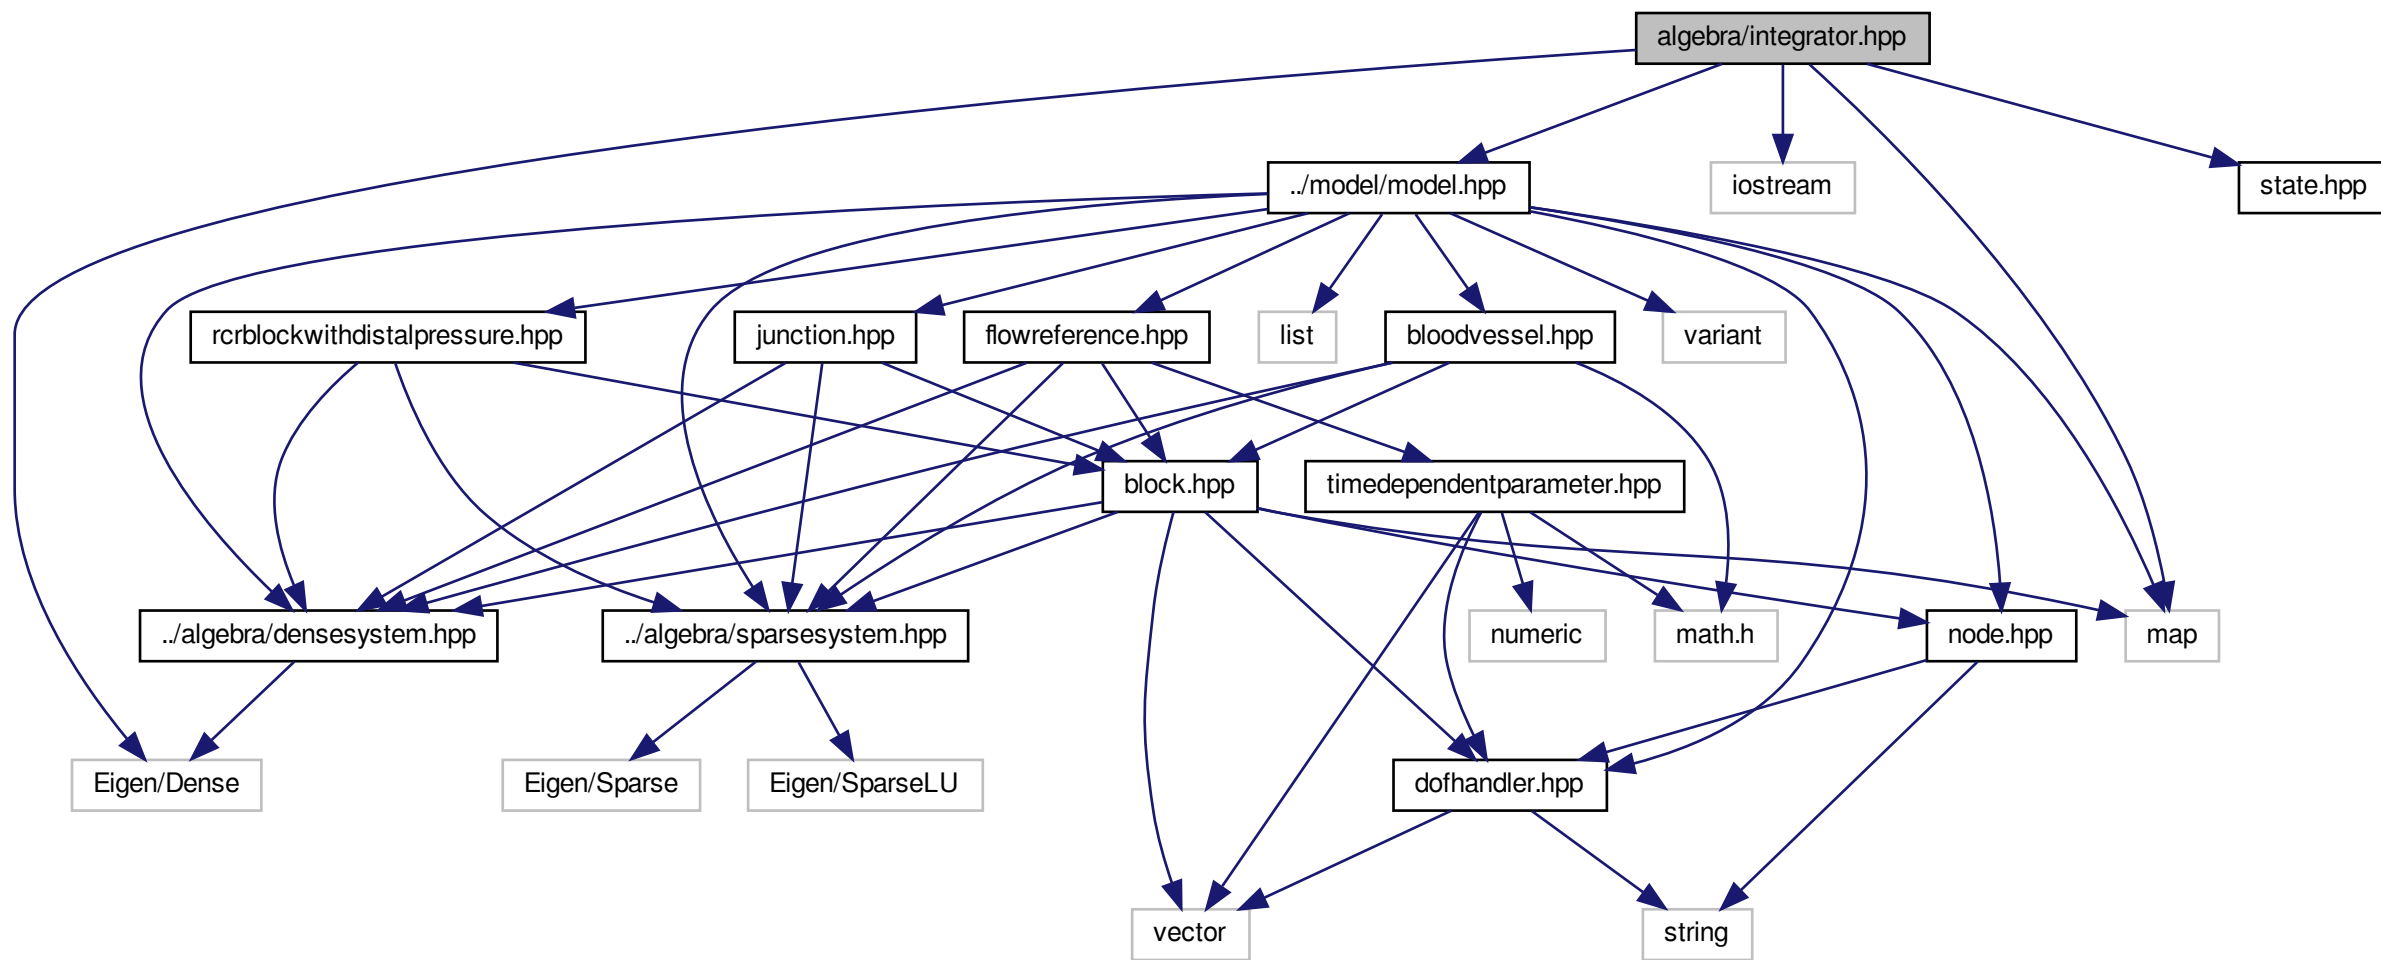 algebra/integrator.hpp
../model/model.hpp
iostream
state.hpp
rcrblockwithdistalpressure.hpp
junction.hpp
flowreference.hpp
list
bloodvessel.hpp
variant
block.hpp
timedependentparameter.hpp
../algebra/densesystem.hpp
../algebra/sparsesystem.hpp
numeric
math.h
node.hpp
map
Eigen/Dense
Eigen/Sparse
Eigen/SparseLU
dofhandler.hpp
vector
string